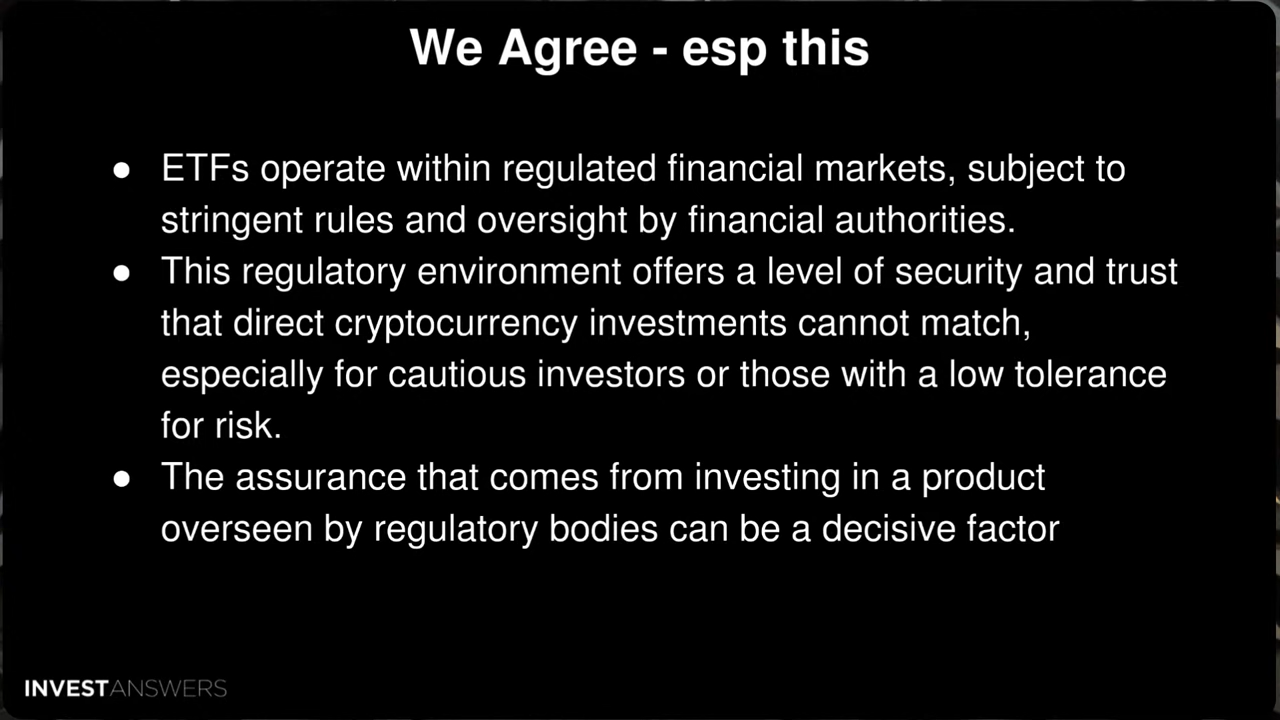 We Agree - esp this
● ETFs operate within regulated financial markets, subject to
stringent rules and oversight by financial authorities.
● This regulatory environment offers a level of security and trust
that direct cryptocurrency investments cannot match,
especially for cautious investors or those with a low tolerance
for risk.
● The assurance that comes from investing in a product
overseen by regulatory bodies can be a decisive factor
INVESTANSWERS